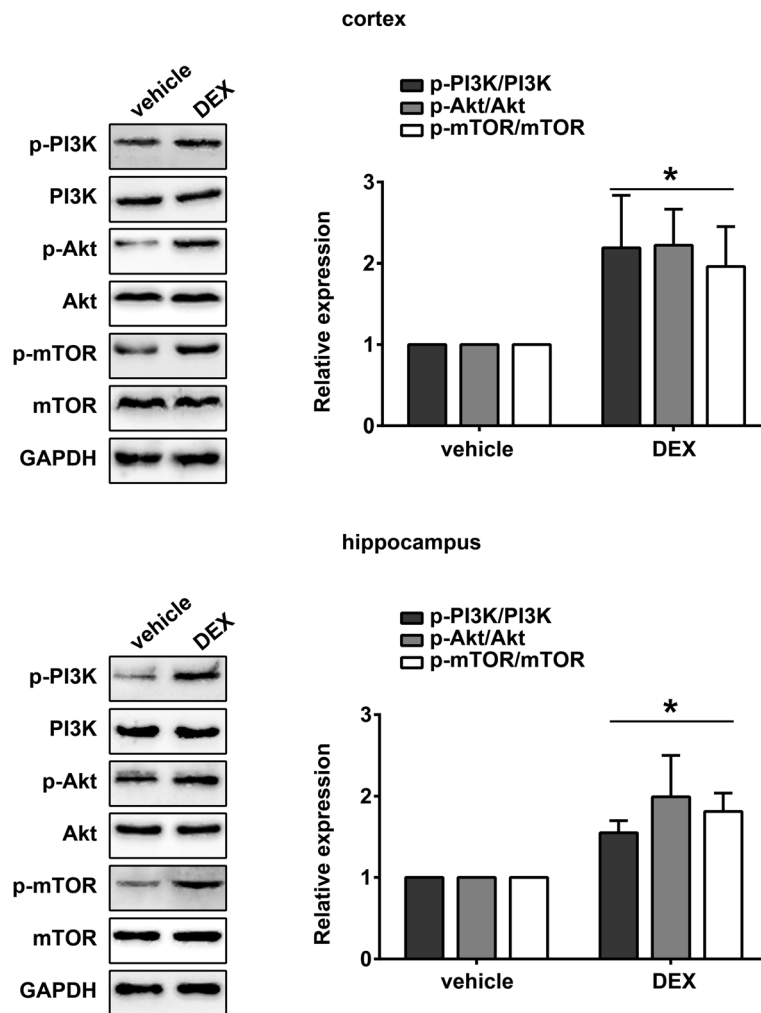 cortex
vehicle
DEX
p-PI3K
PI3K
p-Akt
Akt
p-mTOR
mTOR
GAPDH
p-PI3K/PI3K
p-Akt/Akt
p-mTOR/mTOR
Relative expression
3
2
1
0
*
vehicle
DEX
hippocampus
vehicle
DEX
p-PI3K
PI3K
p-Akt
Akt
p-mTOR
mTOR
GAPDH
p-PI3K/PI3K
p-Akt/Akt
p-mTOR/mTOR
Relative expression
3
2
1
0
*
vehicle
DEX